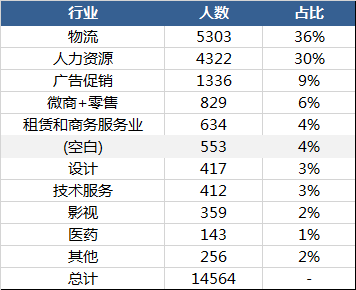 行业 人数 占比
物流 5303 36%
人力资源 4322 30%
广告促销 1336 9%
微商+零售 829 6%
租赁和商务服务业 634 4%
(空白) 553 4%
设计 417 3%
技术服务 412 3%
影视 359 2%
医药 143 1%
其他 256 2%
总计 14564 -